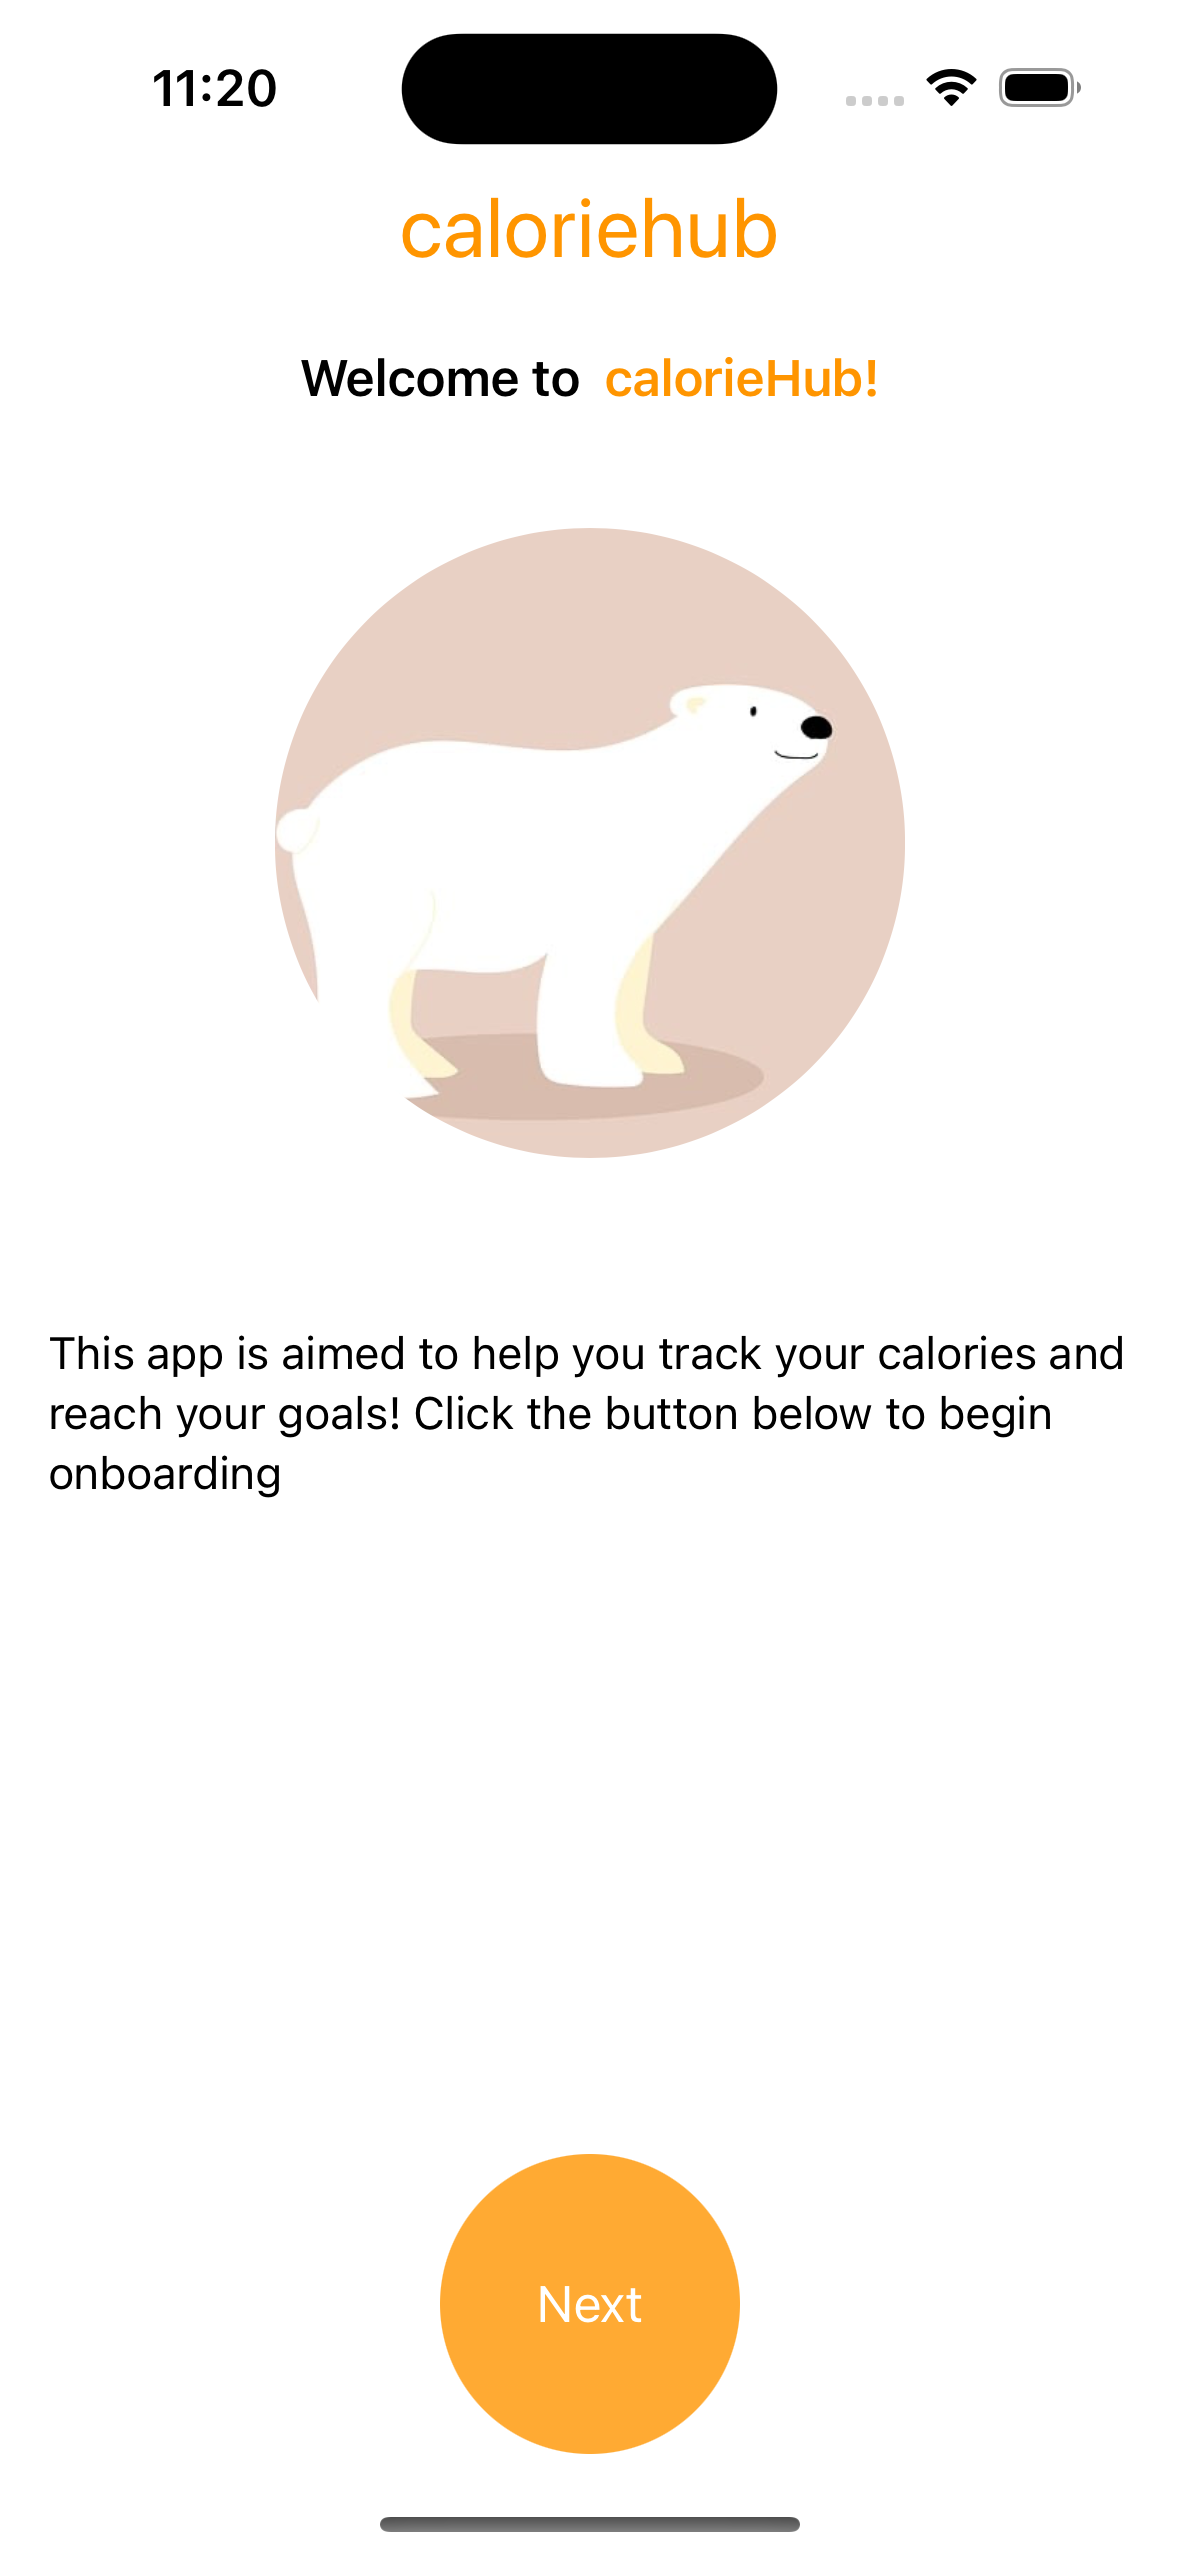 11:20
caloriehub
Welcome to calorieHub!
This app is aimed to help you track your calories and
reach your goals! Click the button below to begin
onboarding
Next